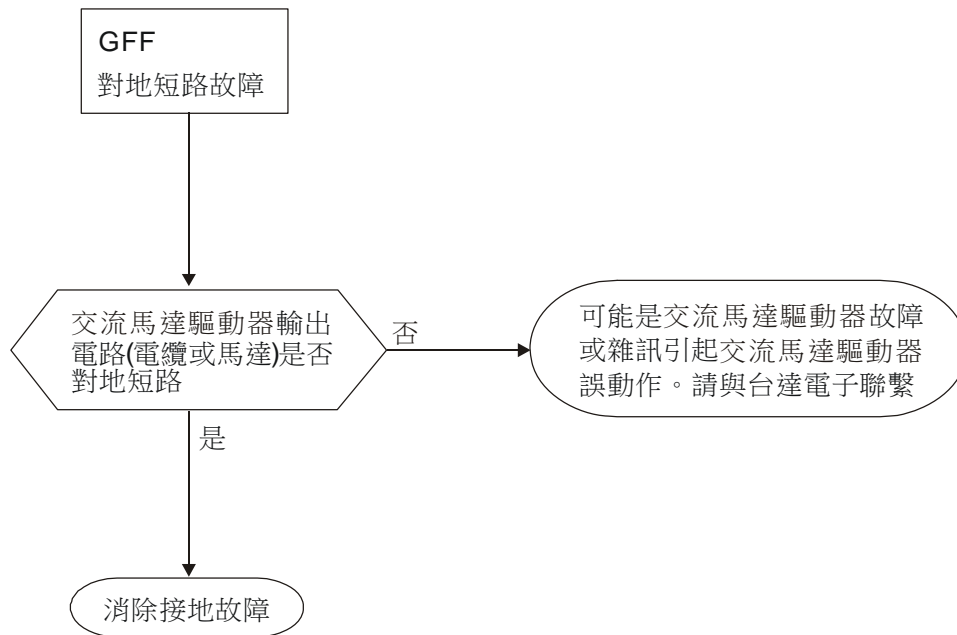 GFF
對地短路故障
交流馬達驅動器輸出
電路(電纜或馬達)是否
對地短路
否
可能是交流馬達驅動器故障
或雜訊引起交流馬達驅動器
誤動作。請與台達電子聯繫
是
消除接地故障